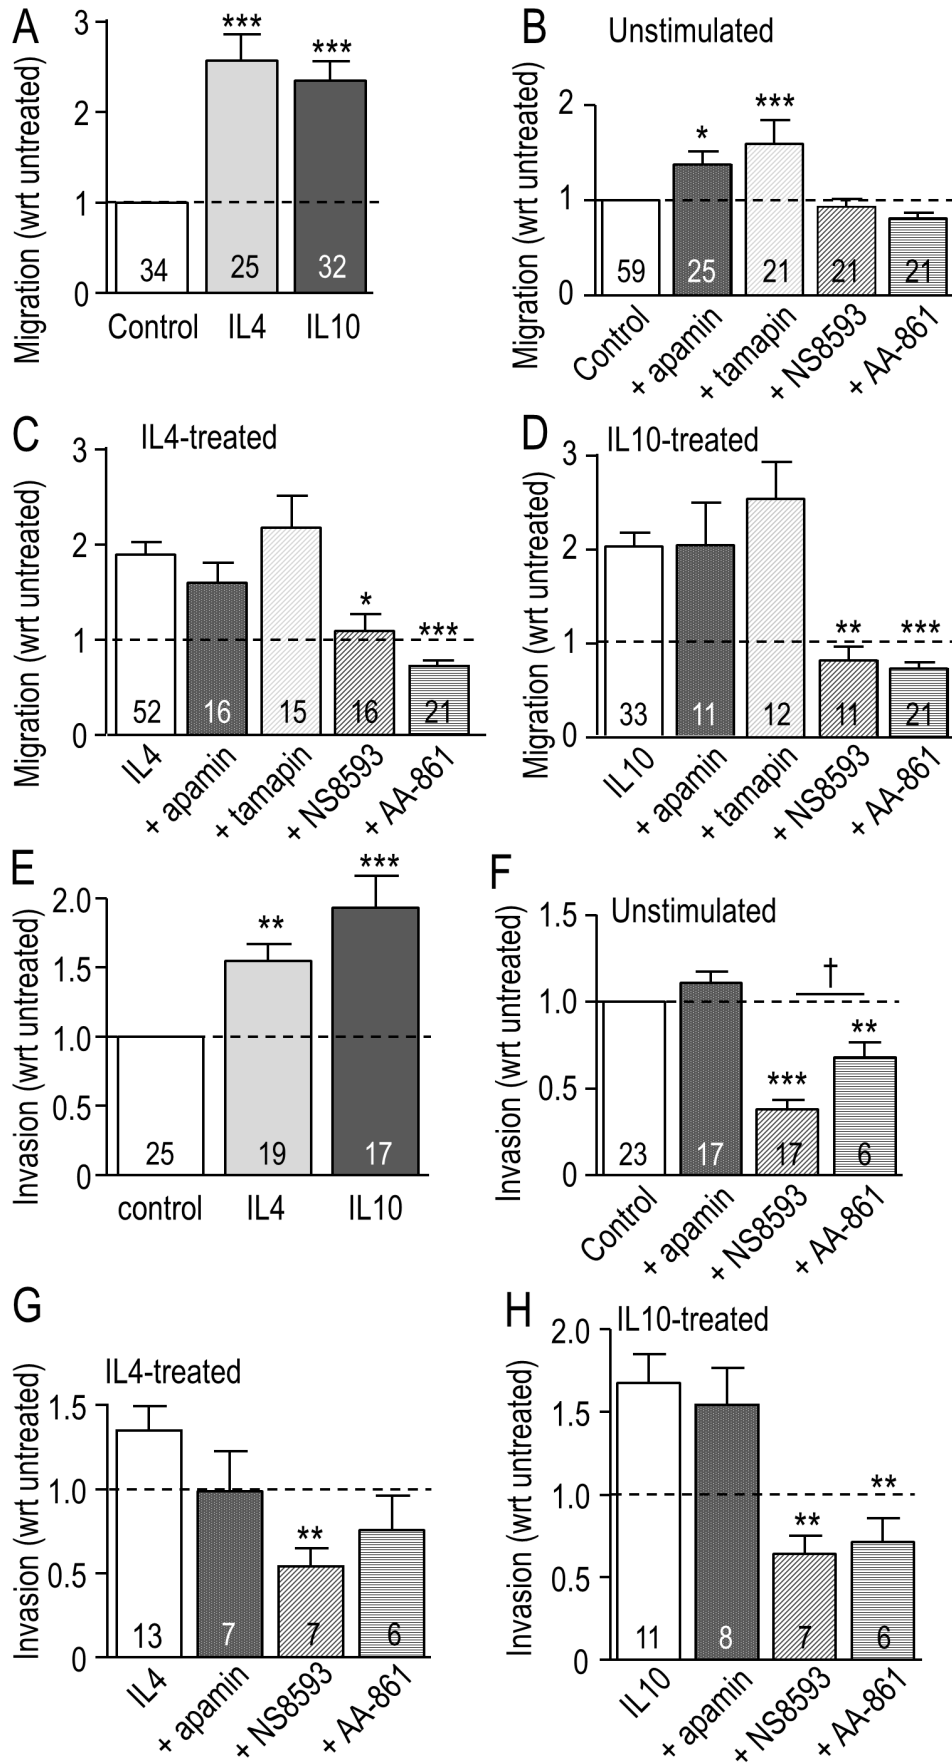 A
Migration (wrt untreated)
3
2
1
0
***
***
34
25
32
Control
IL4
IL10
B
Unstimulated
Migration (wrt untreated)
2
1
0
*
***
59
25
21
21
21
Control
+ apamin
+ tamapin
+ NS8593
+ AA-861
C
IL4-treated
Migration (wrt untreated)
3
2
1
0
*
***
52
16
15
16
21
IL4
+ apamin
+ tamapin
+ NS8593
+ AA-861
D
IL10-treated
Migration (wrt untreated)
3
2
1
0
**
***
33
11
12
11
21
IL10
+ apamin
+ tamapin
+ NS8593
+ AA-861
E
Invasion (wrt untreated)
2.0
1.5
1.0
0.5
0
**
***
25
19
17
control
IL4
IL10
F
Unstimulated
Invasion (wrt untreated)
1.5
1.0
0.5
0
†
***
**
23
17
17
6
Control
+ apamin
+ NS8593
+ AA-861
G
IL4-treated
Invasion (wrt untreated)
1.5
1.0
0.5
0
**
13
7
7
6
IL4
+ apamin
+ NS8593
+ AA-861
H
IL10-treated
Invasion (wrt untreated)
2.0
1.5
1.0
0.5
0
**
**
11
8
7
6
IL10
+ apamin
+ NS8593
+ AA-861